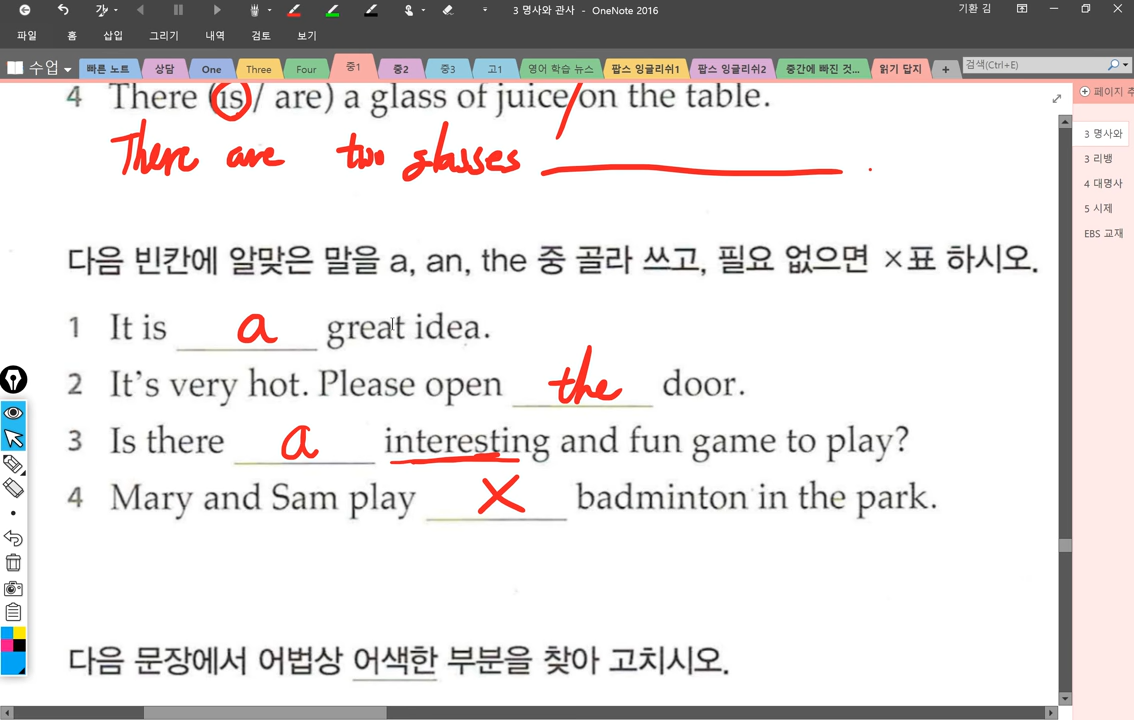 3 명사와 관사 - OneNote 2016
기환 김
파일 홈 삽입 그리기 내역 검토 보기
수업 빠른 노트 상담 One Three Four 중1 중2 중3 고1 영어 학습 뉴스 팝스 잉글리쉬1 팝스 잉글리쉬2 중간에 빠진 것... 읽기 답지 + 검색(Ctrl+E)
페이지 추
3 명사와
3 리뱅
4 대명사
5 시제
EBS 교재
4 There (is/ are) a glass of juice/on the table.
There are two glasses ________ .
다음 빈칸에 알맞은 말을 a, an, the 중 골라 쓰고, 필요 없으면 ×표 하시오.
1 It is a great idea.
2 It's very hot. Please open the door.
3 Is there a interesting and fun game to play?
4 Mary and Sam play X badminton in the park.
다음 문장에서 어법상 어색한 부분을 찾아 고치시오.